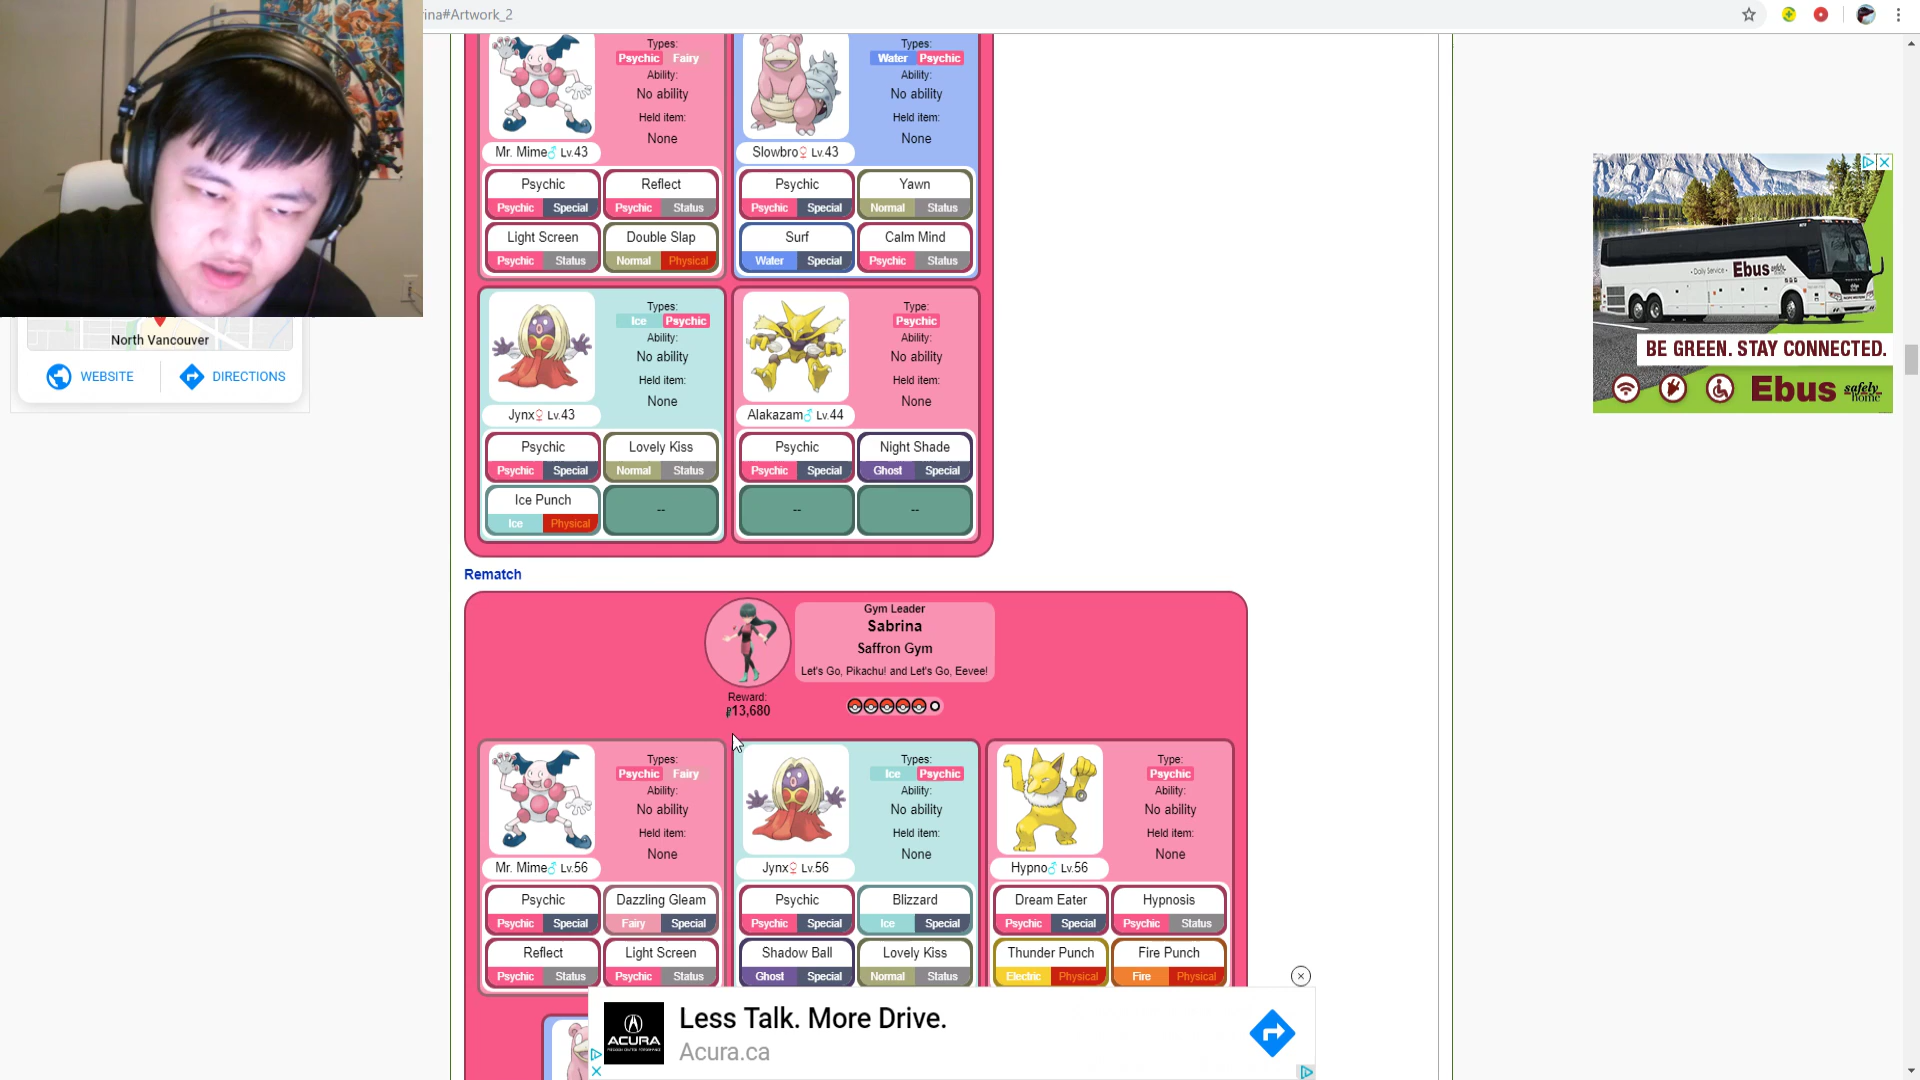 rina#Artwork_2
Types:
Psychic Fairy
Ability:
No ability
Held item:
None
Mr. Mime♂ Lv.43
Psychic
Psychic Special
Reflect
Psychic Status
Light Screen
Psychic Status
Double Slap
Normal Physical
Types:
Water Psychic
Ability:
No ability
Held item:
None
Slowbro♀ Lv.43
Psychic
Psychic Special
Yawn
Normal Status
Surf
Water Special
Calm Mind
Psychic Status
Types:
Ice Psychic
Ability:
No ability
Held item:
None
Jynx♀ Lv.43
Psychic
Psychic Special
Lovely Kiss
Normal Status
Ice Punch
Ice Physical
--
Type:
Psychic
Ability:
No ability
Held item:
None
Alakazam♂ Lv.44
Psychic
Psychic Special
Night Shade
Ghost Special
--
--
North Vancouver
WEBSITE
DIRECTIONS
• Daily Service • Ebus
BE GREEN. STAY CONNECTED.
Ebus safely home
Rematch
Gym Leader
Sabrina
Saffron Gym
Let's Go, Pikachu! and Let's Go, Eevee!
Reward:
₽13,680
Types:
Psychic Fairy
Ability:
No ability
Held item:
None
Mr. Mime♂ Lv.56
Psychic
Psychic Special
Dazzling Gleam
Fairy Special
Reflect
Psychic Status
Light Screen
Psychic Status
Types:
Ice Psychic
Ability:
No ability
Held item:
None
Jynx♀ Lv.56
Psychic
Psychic Special
Blizzard
Ice Special
Shadow Ball
Ghost Special
Lovely Kiss
Normal Status
Type:
Psychic
Ability:
No ability
Held item:
None
Hypno♂ Lv.56
Dream Eater
Psychic Special
Hypnosis
Psychic Status
Thunder Punch
Electric Physical
Fire Punch
Fire Physical
ACURA
Less Talk. More Drive.
Acura.ca